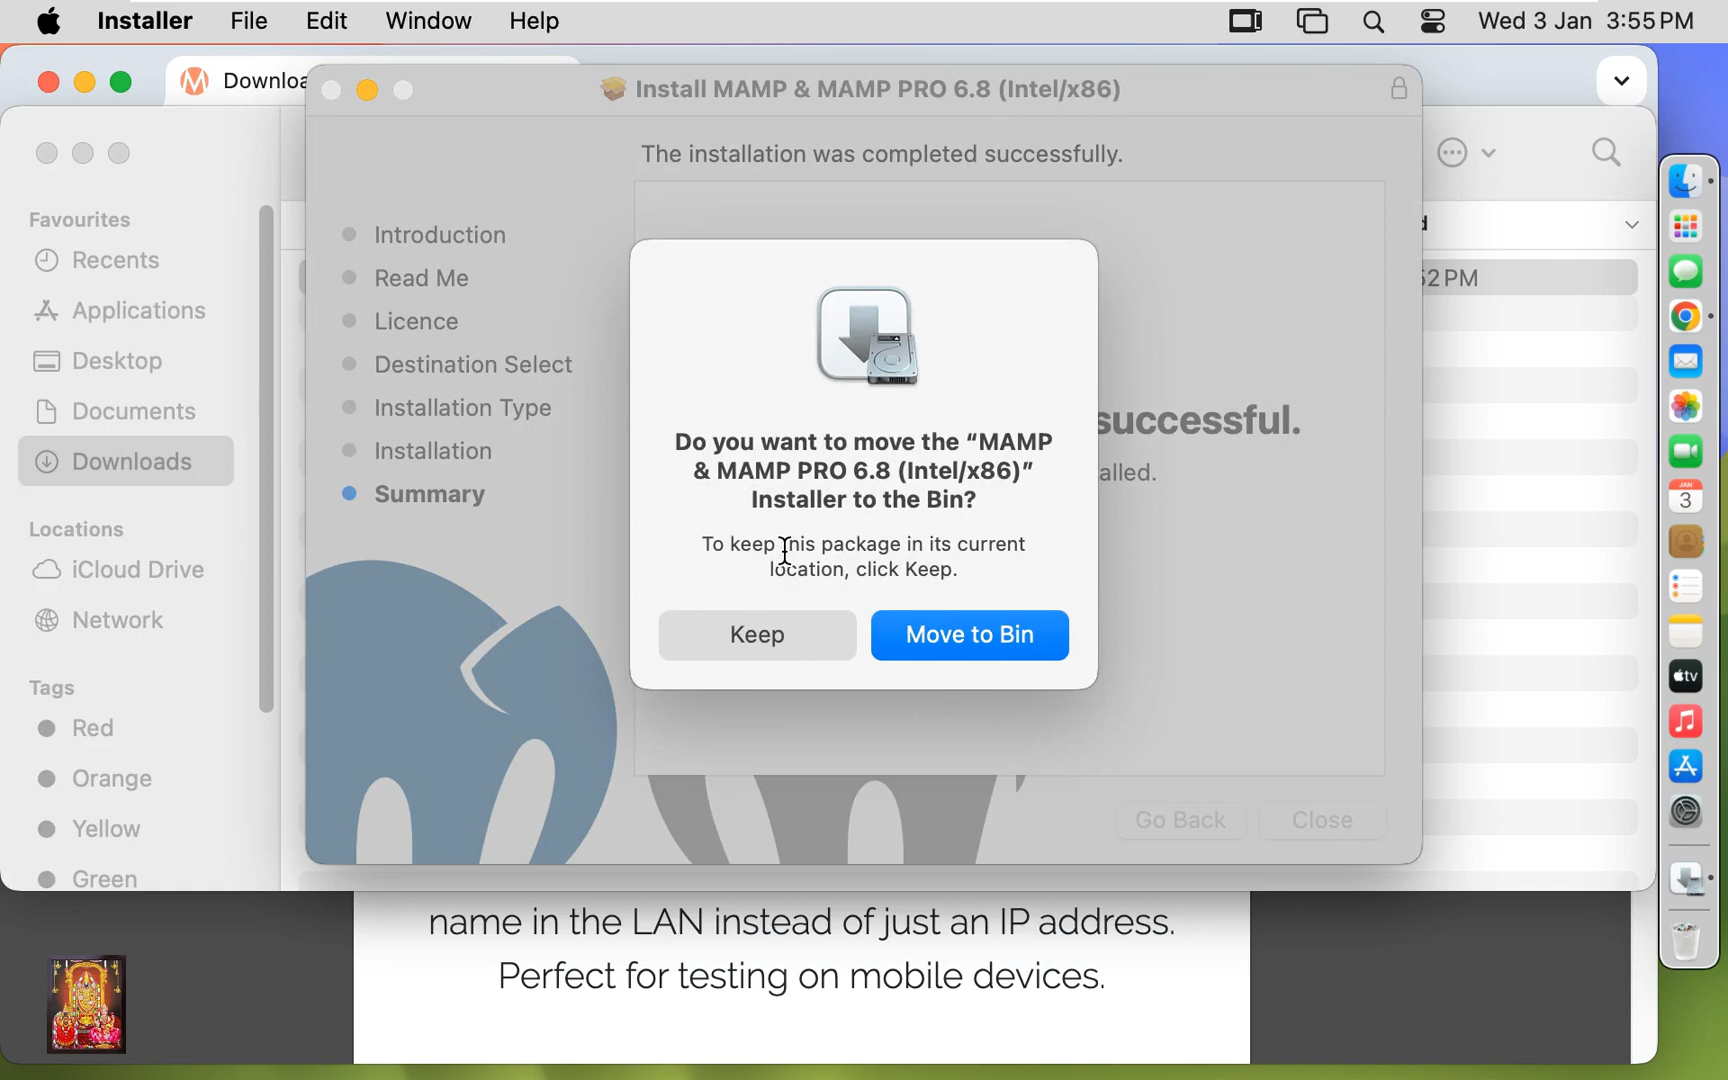 Installer File Edit Window Help Wed 3 Jan 3:55 PM
Install MAMP & MAMP PRO 6.8 (Intel/x86)
The installation was completed successfully.
Favourites
Recents
Applications
Desktop
Documents
Downloads
Locations
iCloud Drive
Network
Tags
Red
Orange
Yellow
Green
Introduction
Read Me
Licence
Destination Select
Installation Type
Installation
Summary
Do you want to move the “MAMP
& MAMP PRO 6.8 (Intel/x86)”
Installer to the Bin?
To keep this package in its current
location, click Keep.
Keep Move to Bin
successful.
Go Back Close
PM
JAN
3
tv
name in the LAN instead of just an IP address.
Perfect for testing on mobile devices.